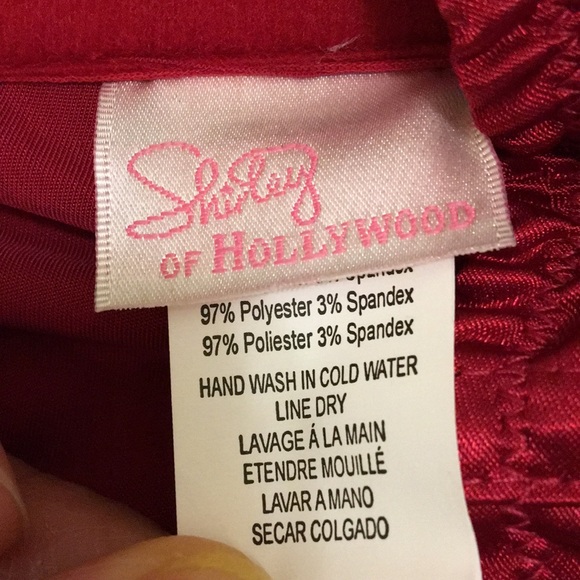 Shirley
OF HOLLYWOOD
Spandex
97% Polyester 3% Spandex
97% Poliester 3% Spandex
HAND WASH IN COLD WATER
LINE DRY
LAVAGE Á LA MAIN
ETENDRE MOUILLÉ
LAVAR A MANO
SECAR COLGADO